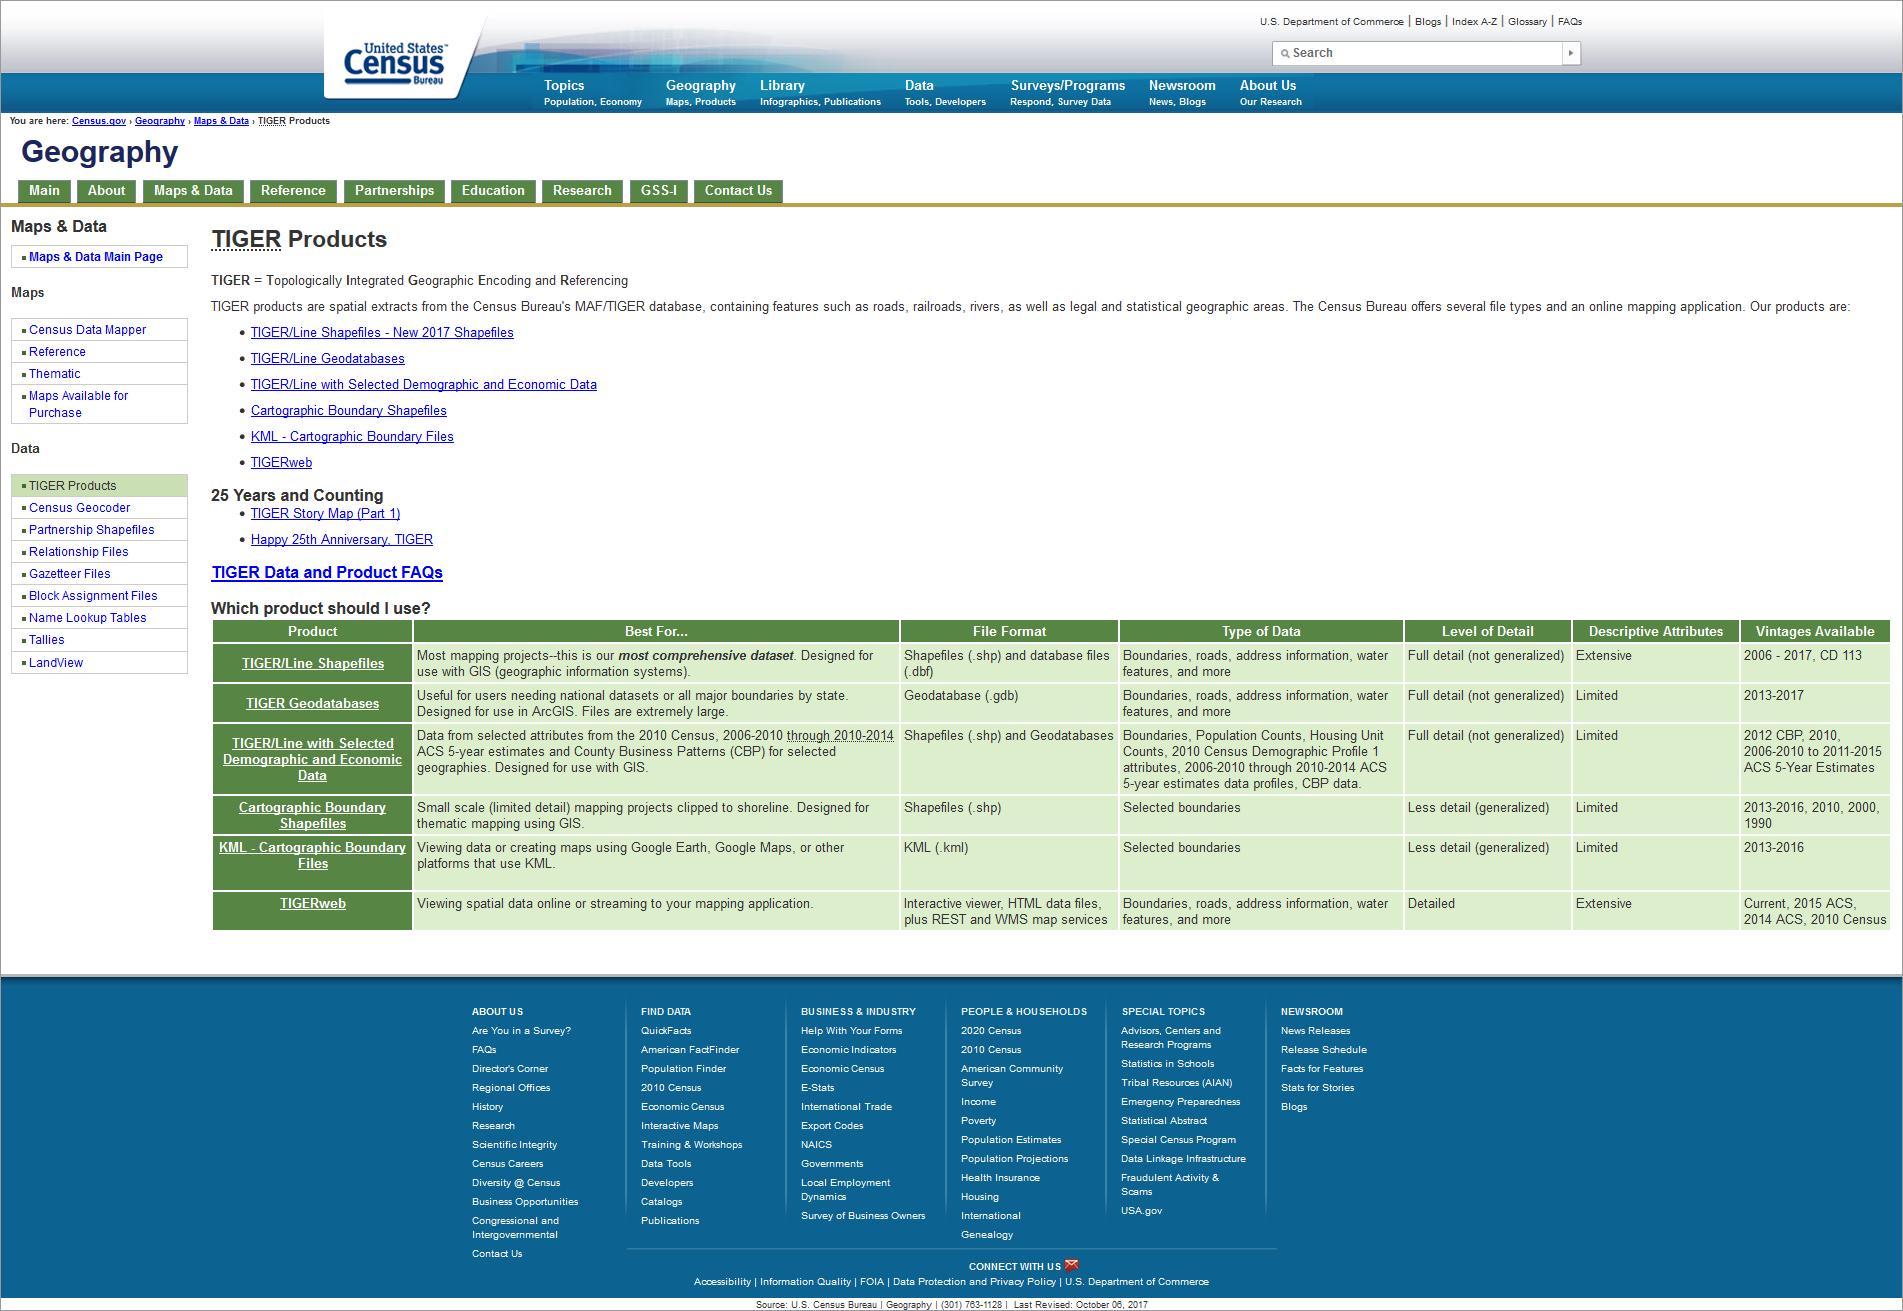 U.S. Department of Commerce | Blogs | Index A-Z | Glossary | FAQs
United States™
Census
Bureau
Search
Topics
Population, Economy
Geography
Maps, Products
Library
Infographics, Publications
Data
Tools, Developers
Surveys/Programs
Respond, Survey Data
Newsroom
News, Blogs
About Us
Our Research
You are here: Census.gov › Geography › Maps & Data › TIGER Products
Geography
Main About Maps & Data Reference Partnerships Education Research GSS-I Contact Us
Maps & Data
Maps & Data Main Page
Maps
Census Data Mapper
Reference
Thematic
Maps Available for
Purchase
Data
TIGER Products
Census Geocoder
Partnership Shapefiles
Relationship Files
Gazetteer Files
Block Assignment Files
Name Lookup Tables
Tallies
LandView
TIGER Products
TIGER = Topologically Integrated Geographic Encoding and Referencing
TIGER products are spatial extracts from the Census Bureau's MAF/TIGER database, containing features such as roads, railroads, rivers, as well as legal and statistical geographic areas. The Census Bureau offers several file types and an online mapping application. Our products are:
• TIGER/Line Shapefiles - New 2017 Shapefiles
• TIGER/Line Geodatabases
• TIGER/Line with Selected Demographic and Economic Data
• Cartographic Boundary Shapefiles
• KML - Cartographic Boundary Files
• TIGERweb
25 Years and Counting
• TIGER Story Map (Part 1)
• Happy 25th Anniversary, TIGER
TIGER Data and Product FAQs
Which product should I use?
Product Best For... File Format Type of Data Level of Detail Descriptive Attributes Vintages Available
TIGER/Line Shapefiles
Most mapping projects--this is our most comprehensive dataset. Designed for
use with GIS (geographic information systems).
Shapefiles (.shp) and database files
(.dbf)
Boundaries, roads, address information, water
features, and more
Full detail (not generalized)
Extensive
2006 - 2017, CD 113
TIGER Geodatabases
Useful for users needing national datasets or all major boundaries by state.
Designed for use in ArcGIS. Files are extremely large.
Geodatabase (.gdb)
Boundaries, roads, address information, water
features, and more
Full detail (not generalized)
Limited
2013-2017
TIGER/Line with Selected
Demographic and Economic
Data
Data from selected attributes from the 2010 Census, 2006-2010 through 2010-2014
ACS 5-year estimates and County Business Patterns (CBP) for selected
geographies. Designed for use with GIS.
Shapefiles (.shp) and Geodatabases
Boundaries, Population Counts, Housing Unit
Counts, 2010 Census Demographic Profile 1
attributes, 2006-2010 through 2010-2014 ACS
5-year estimates data profiles, CBP data.
Full detail (not generalized)
Limited
2012 CBP, 2010,
2006-2010 to 2011-2015
ACS 5-Year Estimates
Cartographic Boundary
Shapefiles
Small scale (limited detail) mapping projects clipped to shoreline. Designed for
thematic mapping using GIS.
Shapefiles (.shp)
Selected boundaries
Less detail (generalized)
Limited
2013-2016, 2010, 2000,
1990
KML - Cartographic Boundary
Files
Viewing data or creating maps using Google Earth, Google Maps, or other
platforms that use KML.
KML (.kml)
Selected boundaries
Less detail (generalized)
Limited
2013-2016
TIGERweb
Viewing spatial data online or streaming to your mapping application.
Interactive viewer, HTML data files,
plus REST and WMS map services
Boundaries, roads, address information, water
features, and more
Detailed
Extensive
Current, 2015 ACS,
2014 ACS, 2010 Census
ABOUT US
Are You in a Survey?
FAQs
Director's Corner
Regional Offices
History
Research
Scientific Integrity
Census Careers
Diversity @ Census
Business Opportunities
Congressional and
Intergovernmental
Contact Us
FIND DATA
QuickFacts
American FactFinder
Population Finder
2010 Census
Economic Census
Interactive Maps
Training & Workshops
Data Tools
Developers
Catalogs
Publications
BUSINESS & INDUSTRY
Help With Your Forms
Economic Indicators
Economic Census
E-Stats
International Trade
Export Codes
NAICS
Governments
Local Employment
Dynamics
Survey of Business Owners
PEOPLE & HOUSEHOLDS
2020 Census
2010 Census
American Community
Survey
Income
Poverty
Population Estimates
Population Projections
Health Insurance
Housing
International
Genealogy
SPECIAL TOPICS
Advisors, Centers and
Research Programs
Statistics in Schools
Tribal Resources (AIAN)
Emergency Preparedness
Statistical Abstract
Special Census Program
Data Linkage Infrastructure
Fraudulent Activity &
Scams
USA.gov
NEWSROOM
News Releases
Release Schedule
Facts for Features
Stats for Stories
Blogs
CONNECT WITH US
Accessibility | Information Quality | FOIA | Data Protection and Privacy Policy | U.S. Department of Commerce
Source: U.S. Census Bureau | Geography | (301) 763-1128 | Last Revised: October 06, 2017